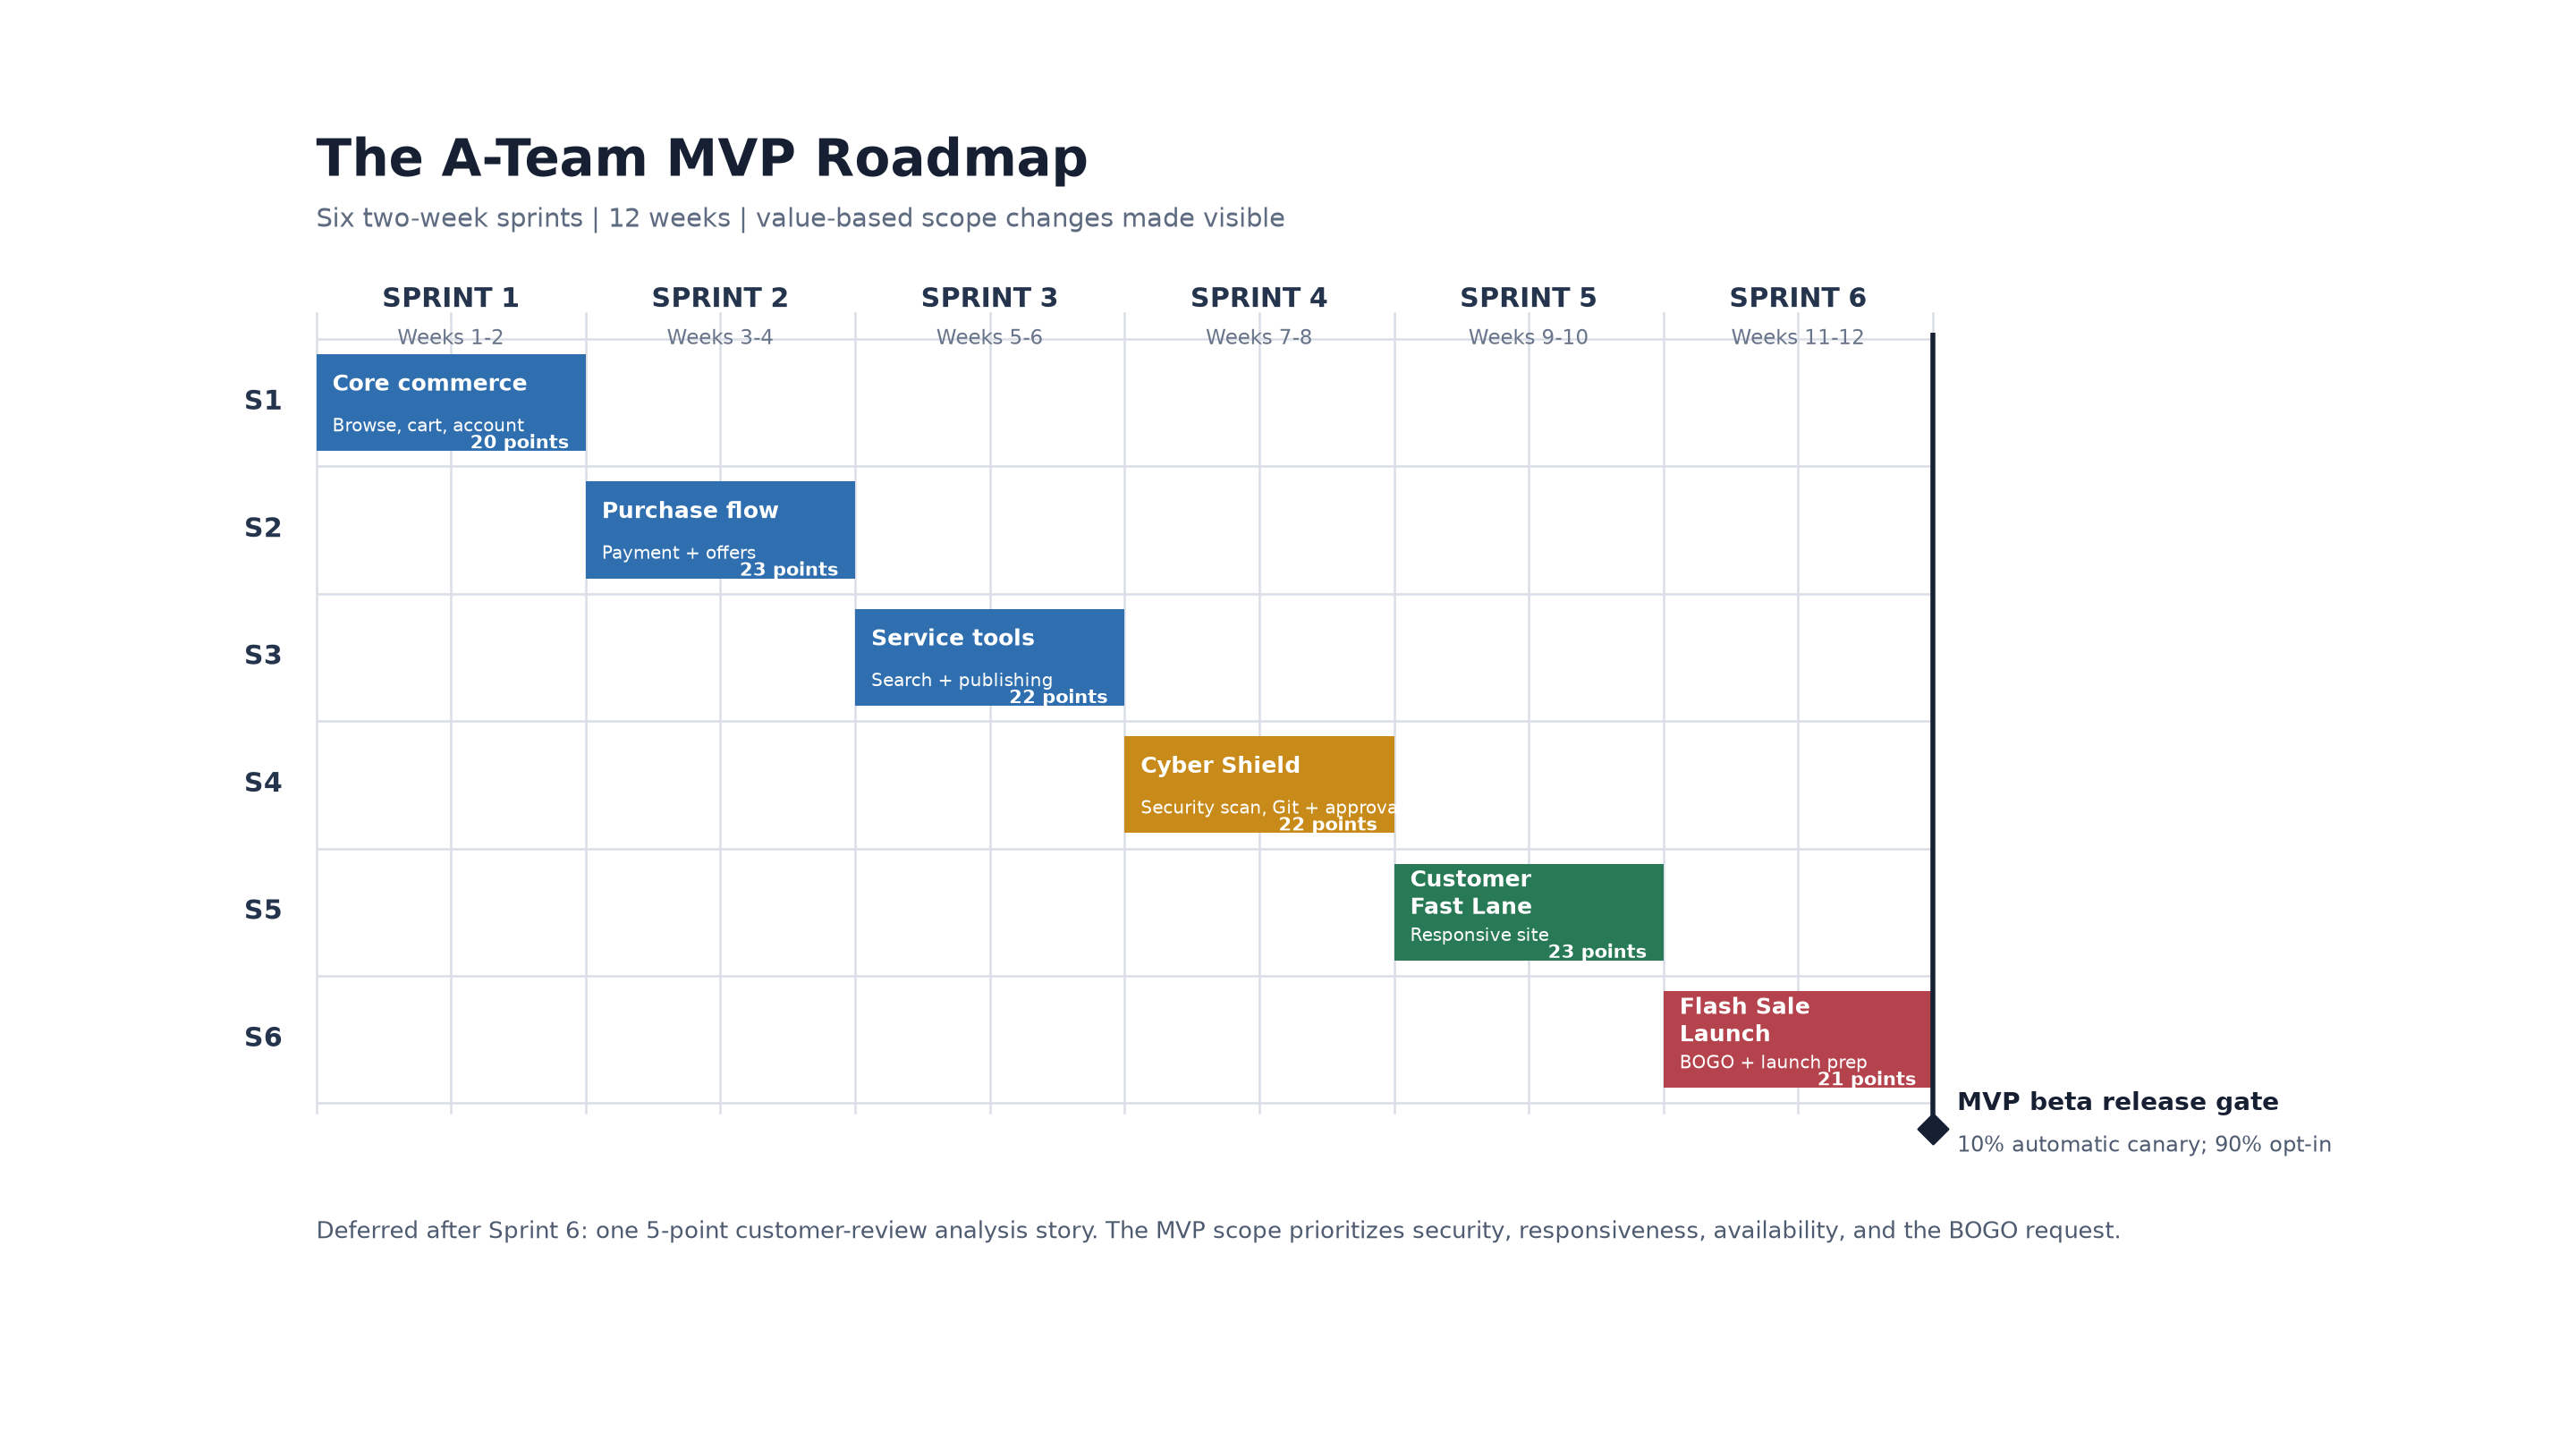 The A-Team MVP Roadmap
Six two-week sprints | 12 weeks | value-based scope changes made visible
SPRINT 1
SPRINT 2
SPRINT 3
SPRINT 4
SPRINT 5
SPRINT 6
Weeks 1-2
Weeks 3-4
Weeks 5-6
Weeks 7-8
Weeks 9-10
Weeks 11-12
S1
Core commerce
Browse, cart, account
20 points
S2
Purchase flow
Payment + offers
23 points
S3
Service tools
Search + publishing
22 points
S4
Cyber Shield
Security scan, Git + approva
22 points
S5
Customer
Fast Lane
Responsive site
23 points
S6
Flash Sale
Launch
BOGO + launch prep
21 points
MVP beta release gate
10% automatic canary; 90% opt-in
Deferred after Sprint 6: one 5-point customer-review analysis story. The MVP scope prioritizes security, responsiveness, availability, and the BOGO request.